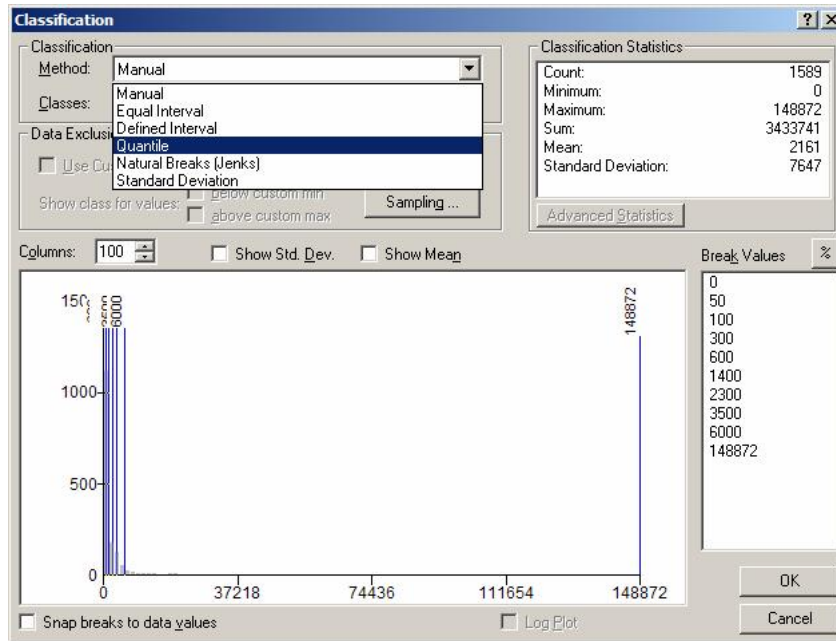 Classification
Classification
Method: Manual
Classes:
Manual
Equal Interval
Defined Interval
Quantile
Natural Breaks (Jenks)
Standard Deviation
Data Exclusi
Use Cu
Show class for values:
below custom min
above custom max
Sampling ...
Classification Statistics
Count: 1589
Minimum: 0
Maximum: 148872
Sum: 3433741
Mean: 2161
Standard Deviation: 7647
Advanced Statistics
Columns: 100
Show Std. Dev.
Show Mean
Break Values
%
0
50
100
300
600
1400
2300
3500
6000
148872
3500
6000
148872
1000
500
0
0 37218 74436 111654 148872
Snap breaks to data values
Log Plot
OK
Cancel